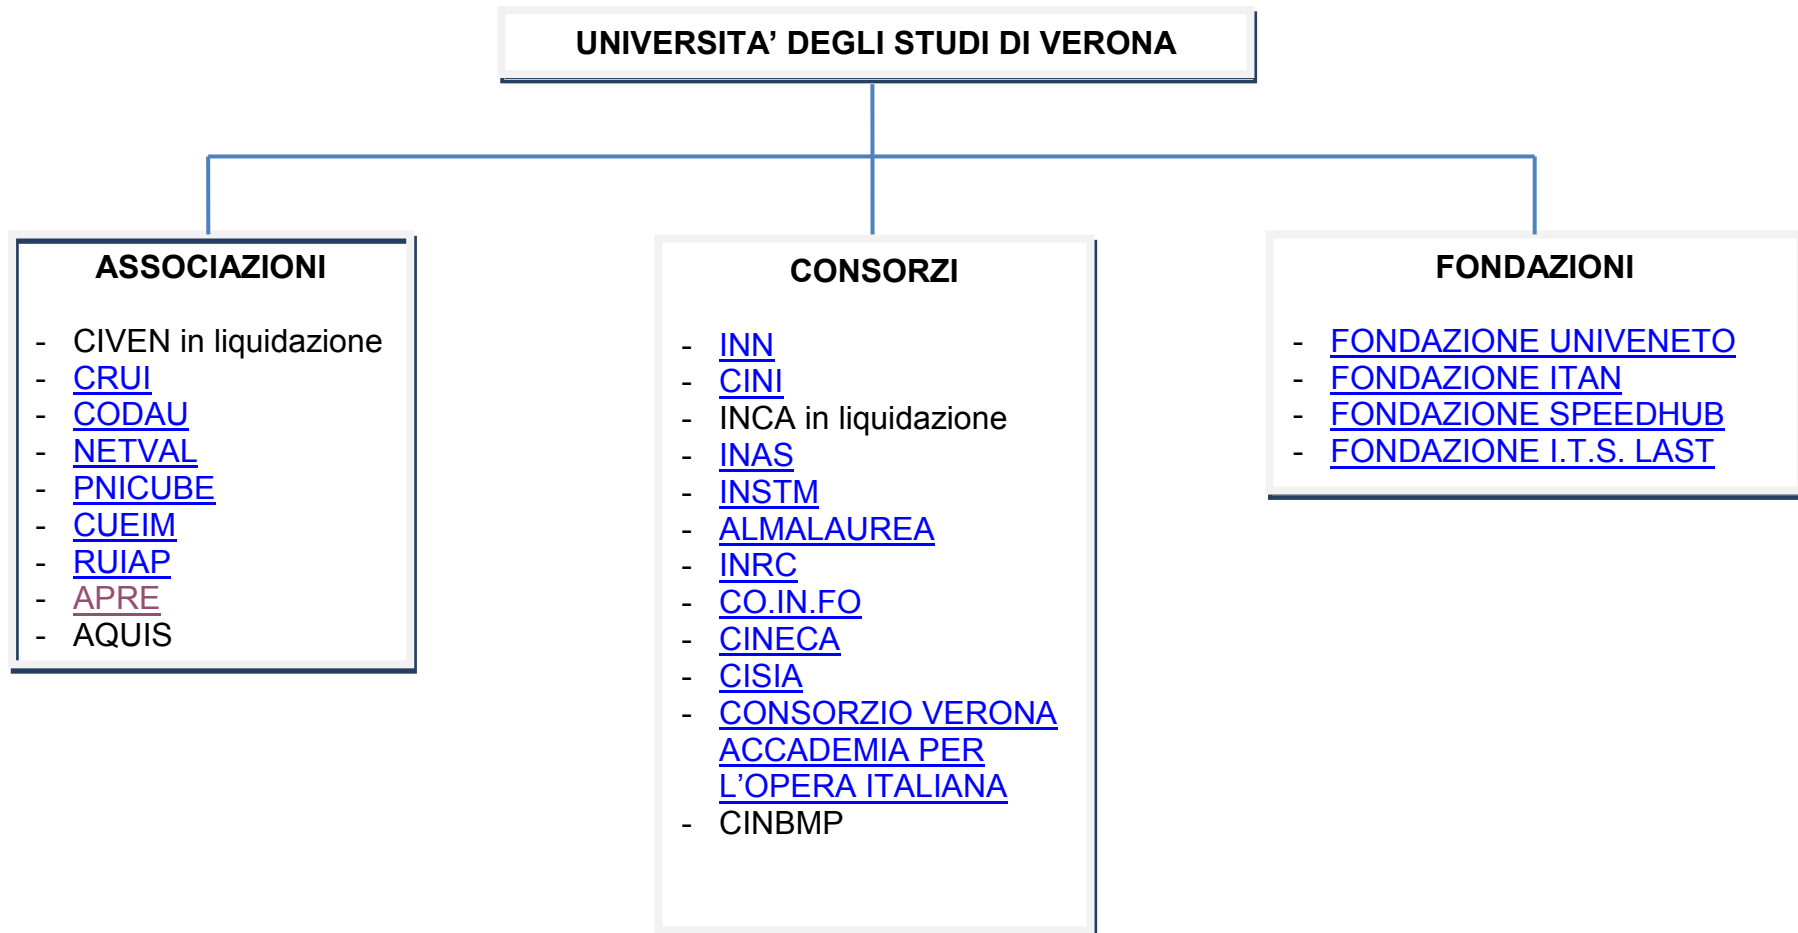 UNIVERSITA’ DEGLI STUDI DI VERONA
ASSOCIAZIONI
- CIVEN in liquidazione
- CRUI
- CODAU
- NETVAL
- PNICUBE
- CUEIM
- RUIAP
- APRE
- AQUIS
CONSORZI
- INN
- CINI
- INCA in liquidazione
- INAS
- INSTM
- ALMALAUREA
- INRC
- CO.IN.FO
- CINECA
- CISIA
- CONSORZIO VERONA
ACCADEMIA PER
L’OPERA ITALIANA
- CINBMP
FONDAZIONI
- FONDAZIONE UNIVENETO
- FONDAZIONE ITAN
- FONDAZIONE SPEEDHUB
- FONDAZIONE I.T.S. LAST